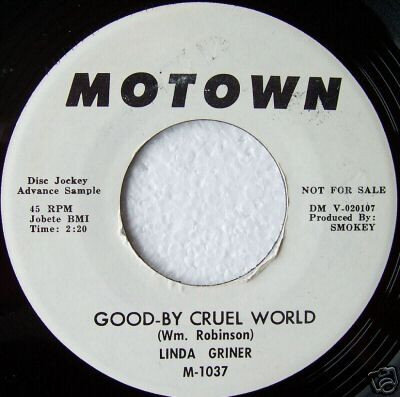 MOTOWN
Disc Jockey
Advance Sample
45 RPM
Jobete BMI
Time: 2:20
NOT FOR SALE
DM V-020107
Produced By:
SMOKEY
GOOD-BY CRUEL WORLD
(Wm. Robinson)
LINDA GRINER
M-1037